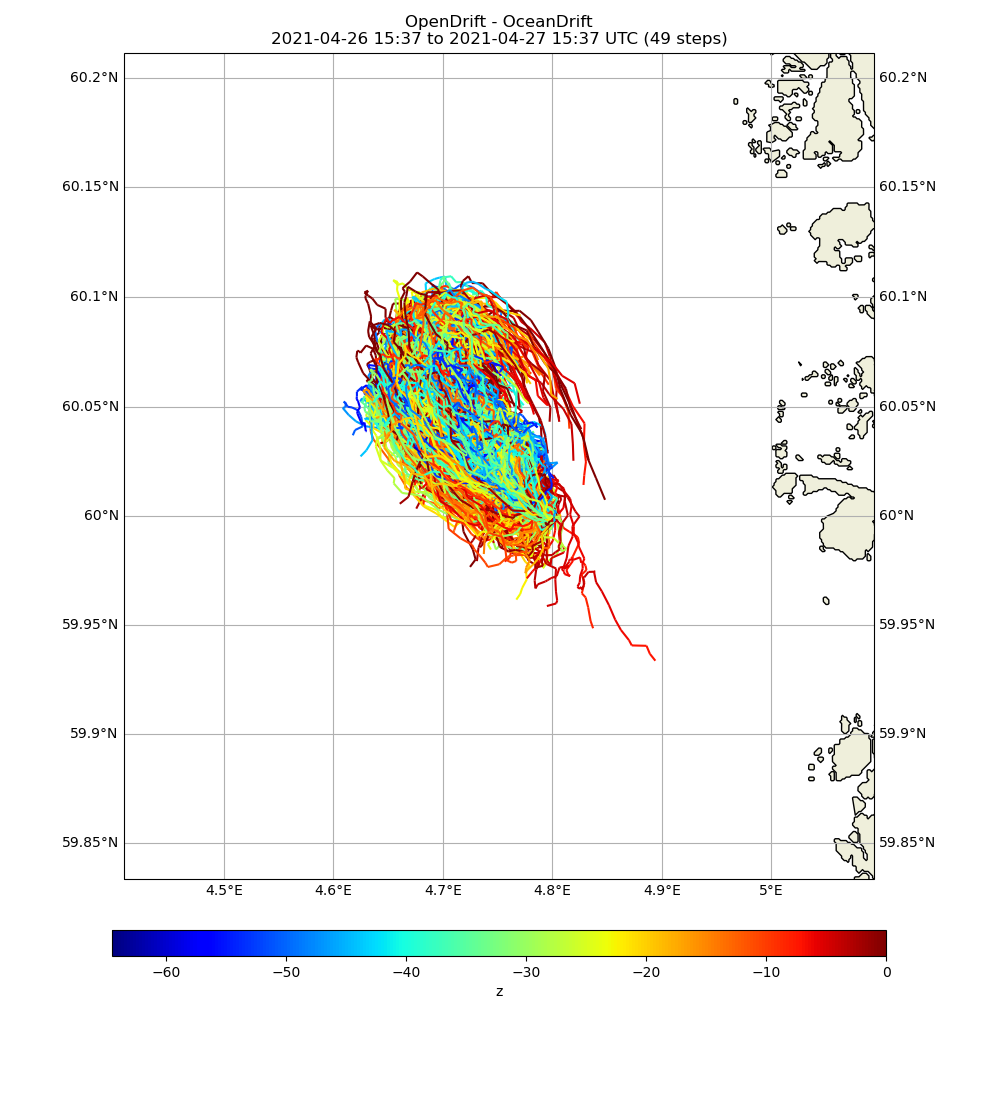 OpenDrift - OceanDrift
2021-04-26 15:37 to 2021-04-27 15:37 UTC (49 steps)
60.2°N 60.2°N
60.15°N 60.15°N
60.1°N 60.1°N
60.05°N 60.05°N
60°N 60°N
59.95°N 59.95°N
59.9°N 59.9°N
59.85°N 59.85°N
4.5°E 4.6°E 4.7°E 4.8°E 4.9°E 5°E
−60 −50 −40 −30 −20 −10 0
z